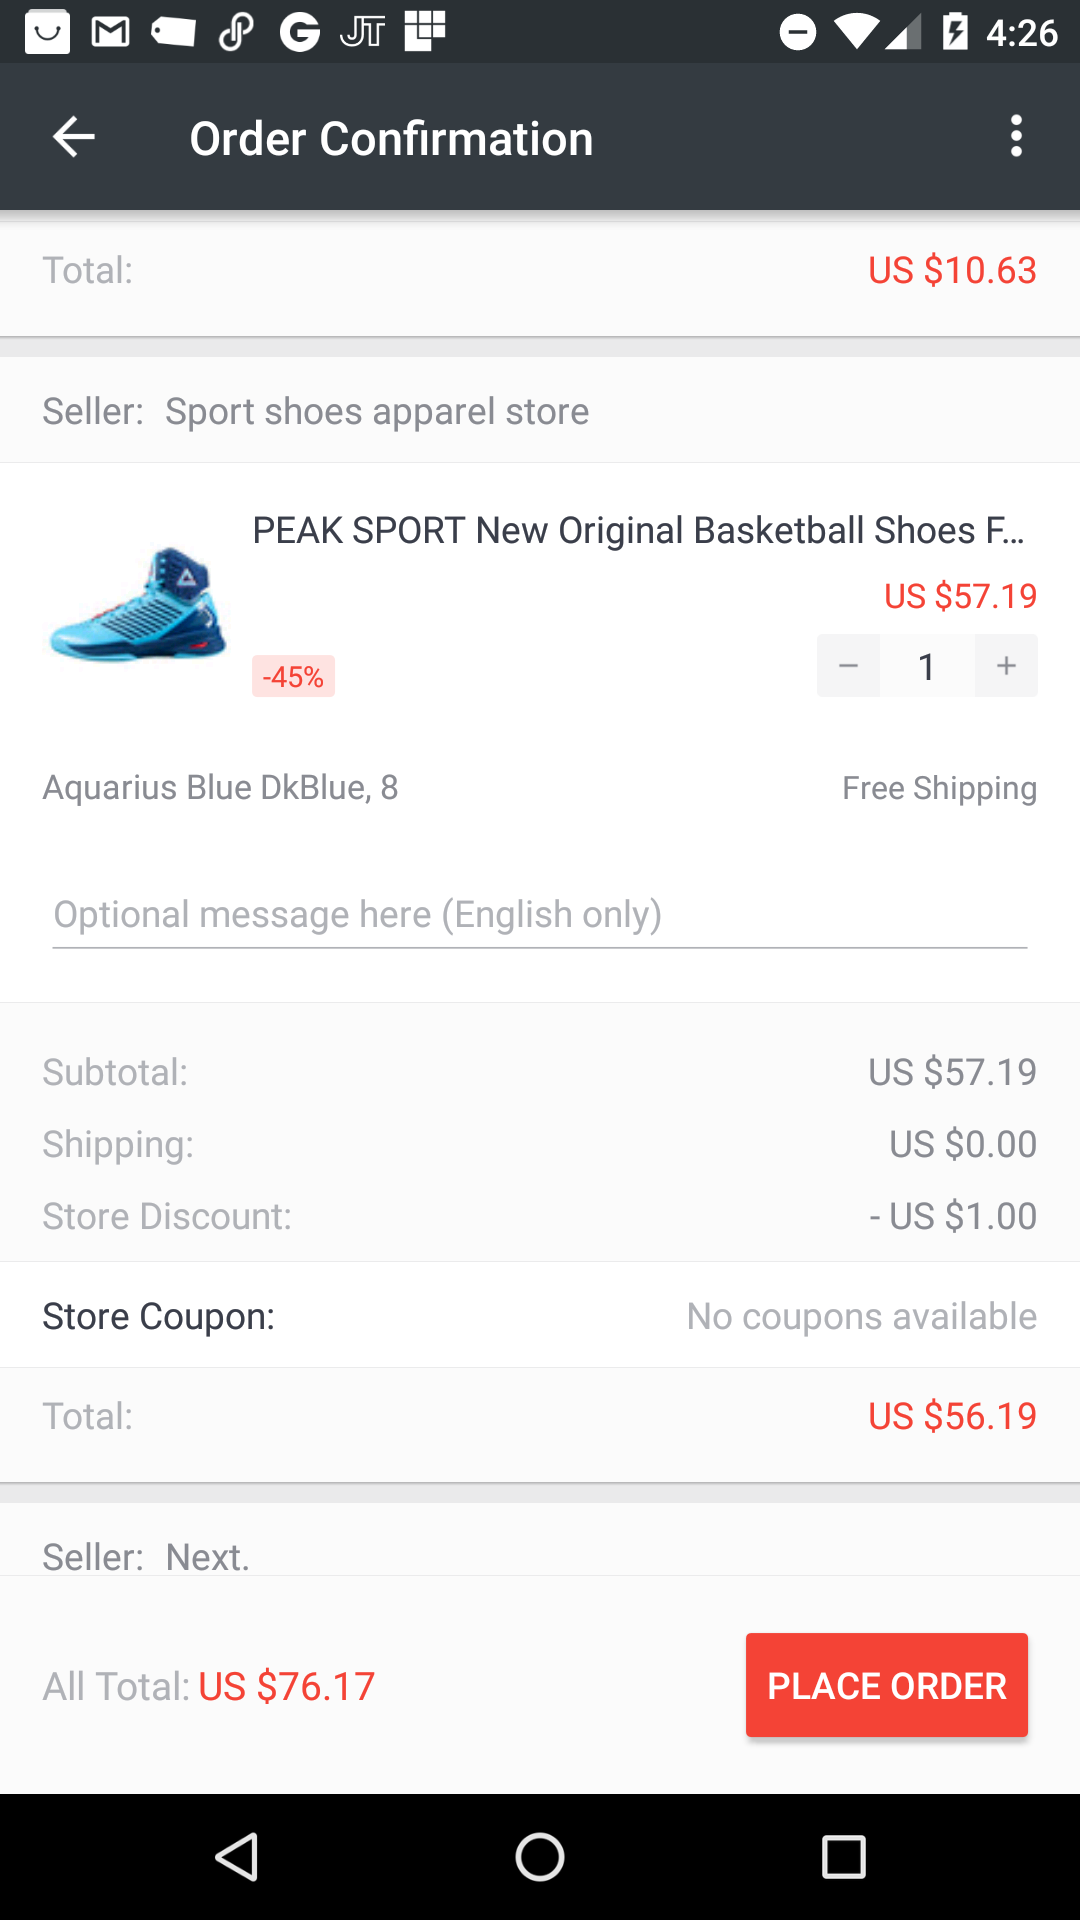 4:26
Order Confirmation
Total: US $10.63
Seller: Sport shoes apparel store
PEAK SPORT New Original Basketball Shoes F...
US $57.19
-45% − 1 +
Aquarius Blue DkBlue, 8 Free Shipping
Optional message here (English only)
Subtotal: US $57.19
Shipping: US $0.00
Store Discount: - US $1.00
Store Coupon: No coupons available
Total: US $56.19
Seller: Next.
All Total: US $76.17 PLACE ORDER